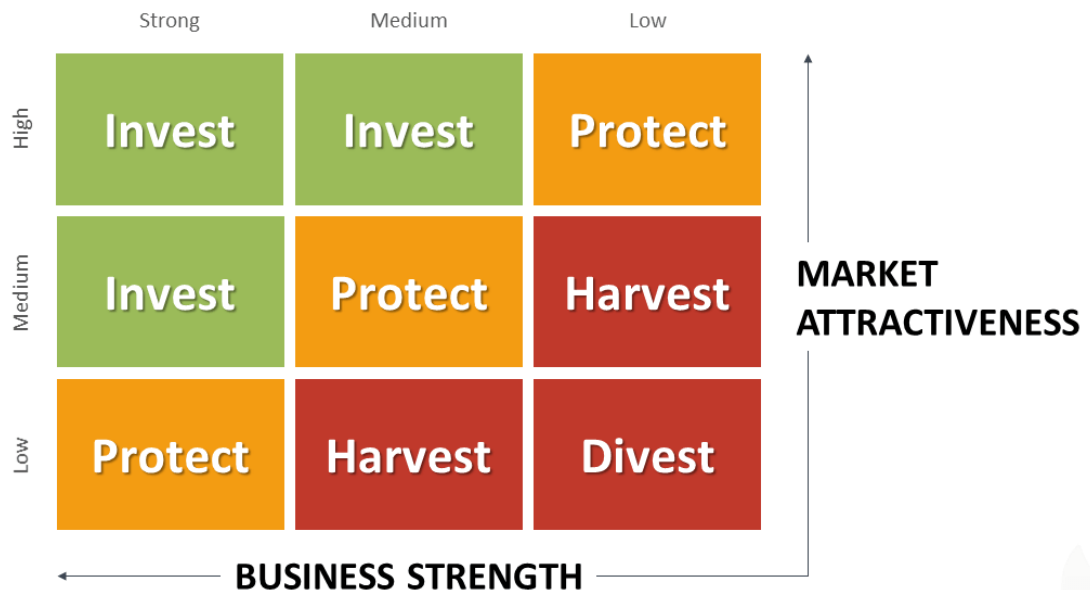 Strong Medium Low
High Invest Invest Protect
Medium Invest Protect Harvest
Low Protect Harvest Divest
MARKET
ATTRACTIVENESS
BUSINESS STRENGTH